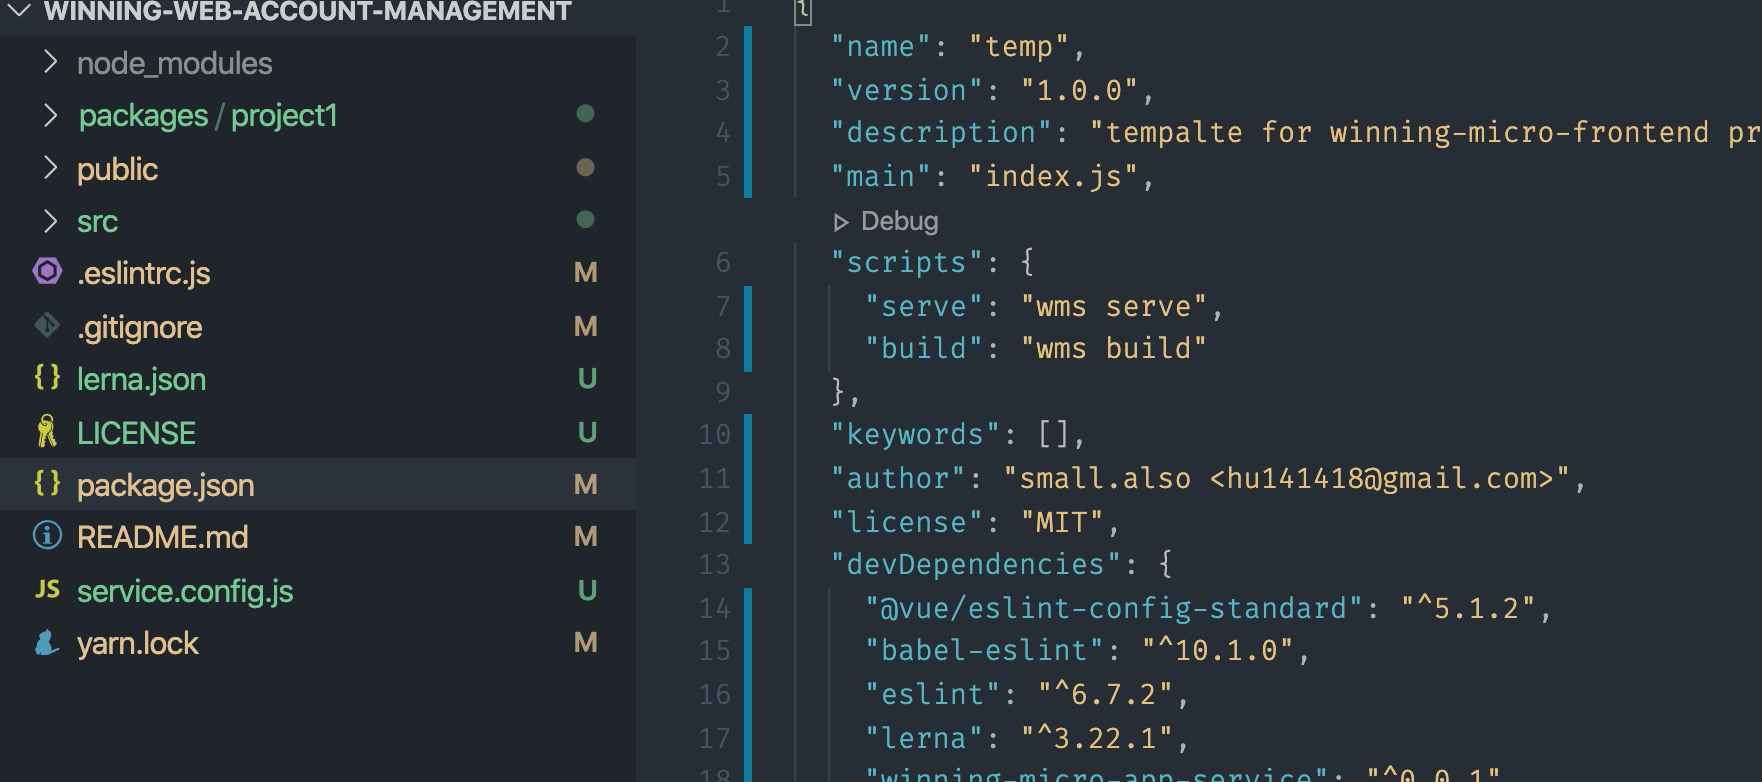 WINNING-WEB-ACCOUNT-MANAGEMENT
node_modules
packages / project1
public
src
.eslintrc.js M
.gitignore M
lerna.json U
LICENSE U
package.json M
README.md M
JS service.config.js U
yarn.lock M
1 {
2 "name": "temp",
3 "version": "1.0.0",
4 "description": "tempalte for winning-micro-frontend pr
5 "main": "index.js",
Debug
6 "scripts": {
7 "serve": "wms serve",
8 "build": "wms build"
9 },
10 "keywords": [],
11 "author": "small.also <hu141418@gmail.com>",
12 "license": "MIT",
13 "devDependencies": {
14 "@vue/eslint-config-standard": "^5.1.2",
15 "babel-eslint": "^10.1.0",
16 "eslint": "^6.7.2",
17 "lerna": "^3.22.1",
18 "winning-micro-app-service": "^0.0.1"